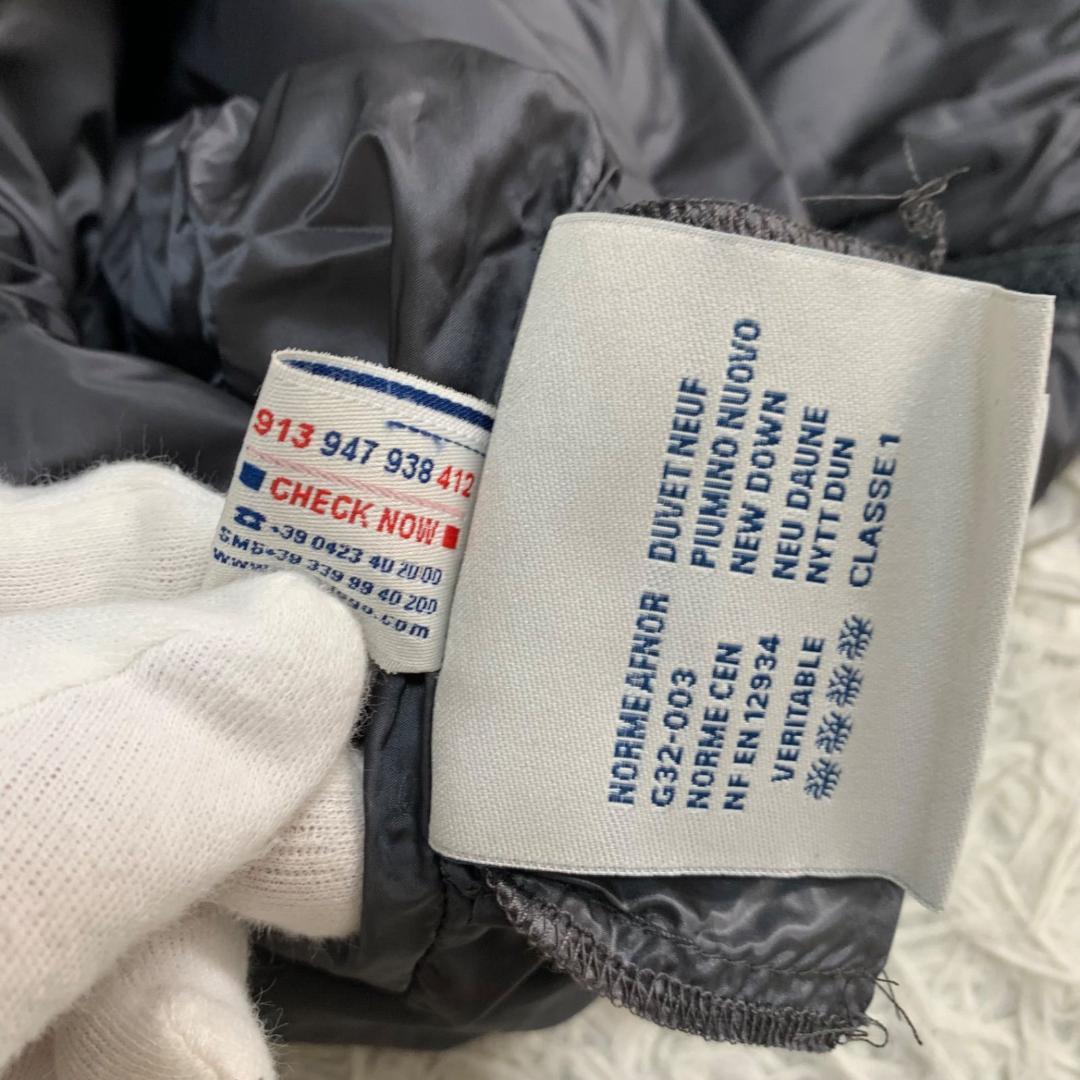 913 947 938 412
CHECK NOW
☎ +39 0423 40 20 00
SMS+39 339 99 40 200
.com
NORME AFNOR DUVET NEUF
G32-003 PIUMINO NUOVO
NORME CEN NEW DOWN
NF EN 12934 NEU DAUNE
VERITABLE NYTT DUN
CLASSE 1